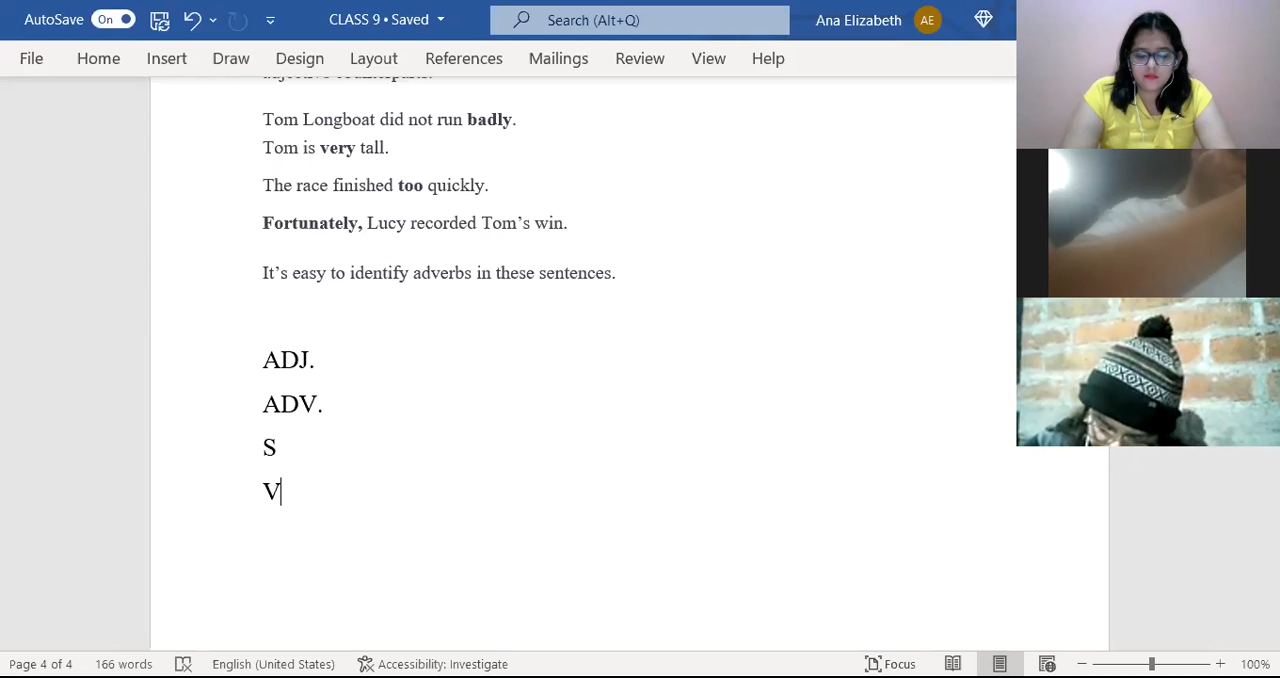 AutoSave On CLASS 9 • Saved Search (Alt+Q) Ana Elizabeth AE
File Home Insert Draw Design Layout References Mailings Review View Help
adjective counterparts.
Tom Longboat did not run badly.
Tom is very tall.
The race finished too quickly.
Fortunately, Lucy recorded Tom’s win.
It’s easy to identify adverbs in these sentences.
ADJ.
ADV.
S
V
Page 4 of 4 166 words English (United States) Accessibility: Investigate Focus 100%